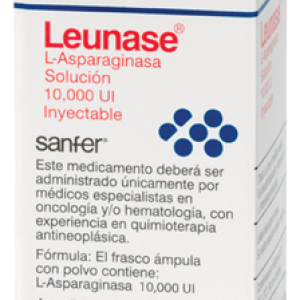 Leunase®
L-Asparaginasa
Solución
10,000 UI
Inyectable
sanfer®
Este medicamento deberá ser
administrado únicamente por
médicos especialistas en
oncología y/o hematología, con
experiencia en quimioterapia
antineoplásica.
Fórmula: El frasco ámpula
con polvo contiene:
L-Asparaginasa 10,000 UI